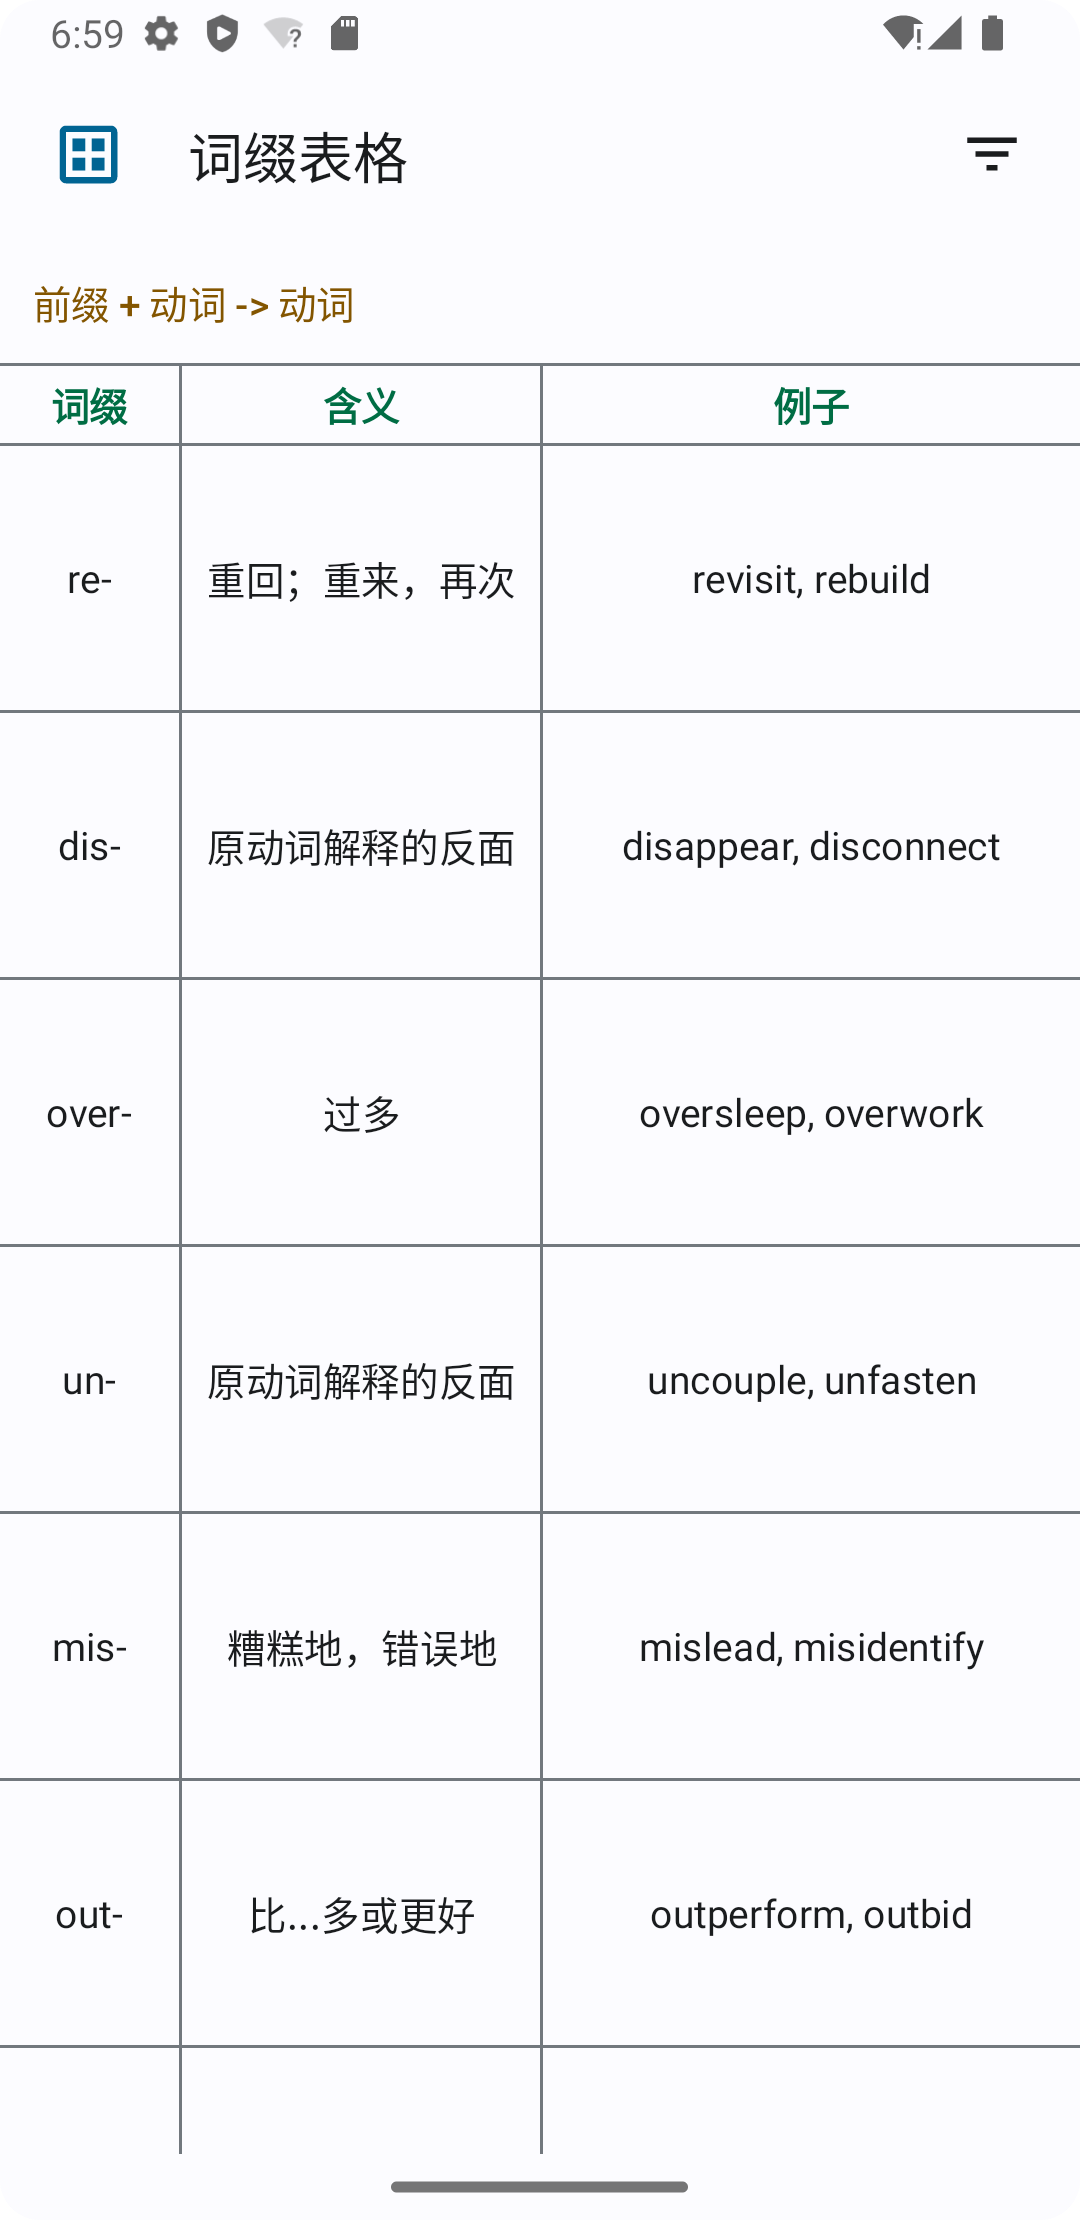 6:59
词缀表格
前缀 + 动词 -> 动词
词缀 含义 例子
re- 重回；重来，再次 revisit, rebuild
dis- 原动词解释的反面 disappear, disconnect
over- 过多 oversleep, overwork
un- 原动词解释的反面 uncouple, unfasten
mis- 糟糕地，错误地 mislead, misidentify
out- 比...多或更好 outperform, outbid